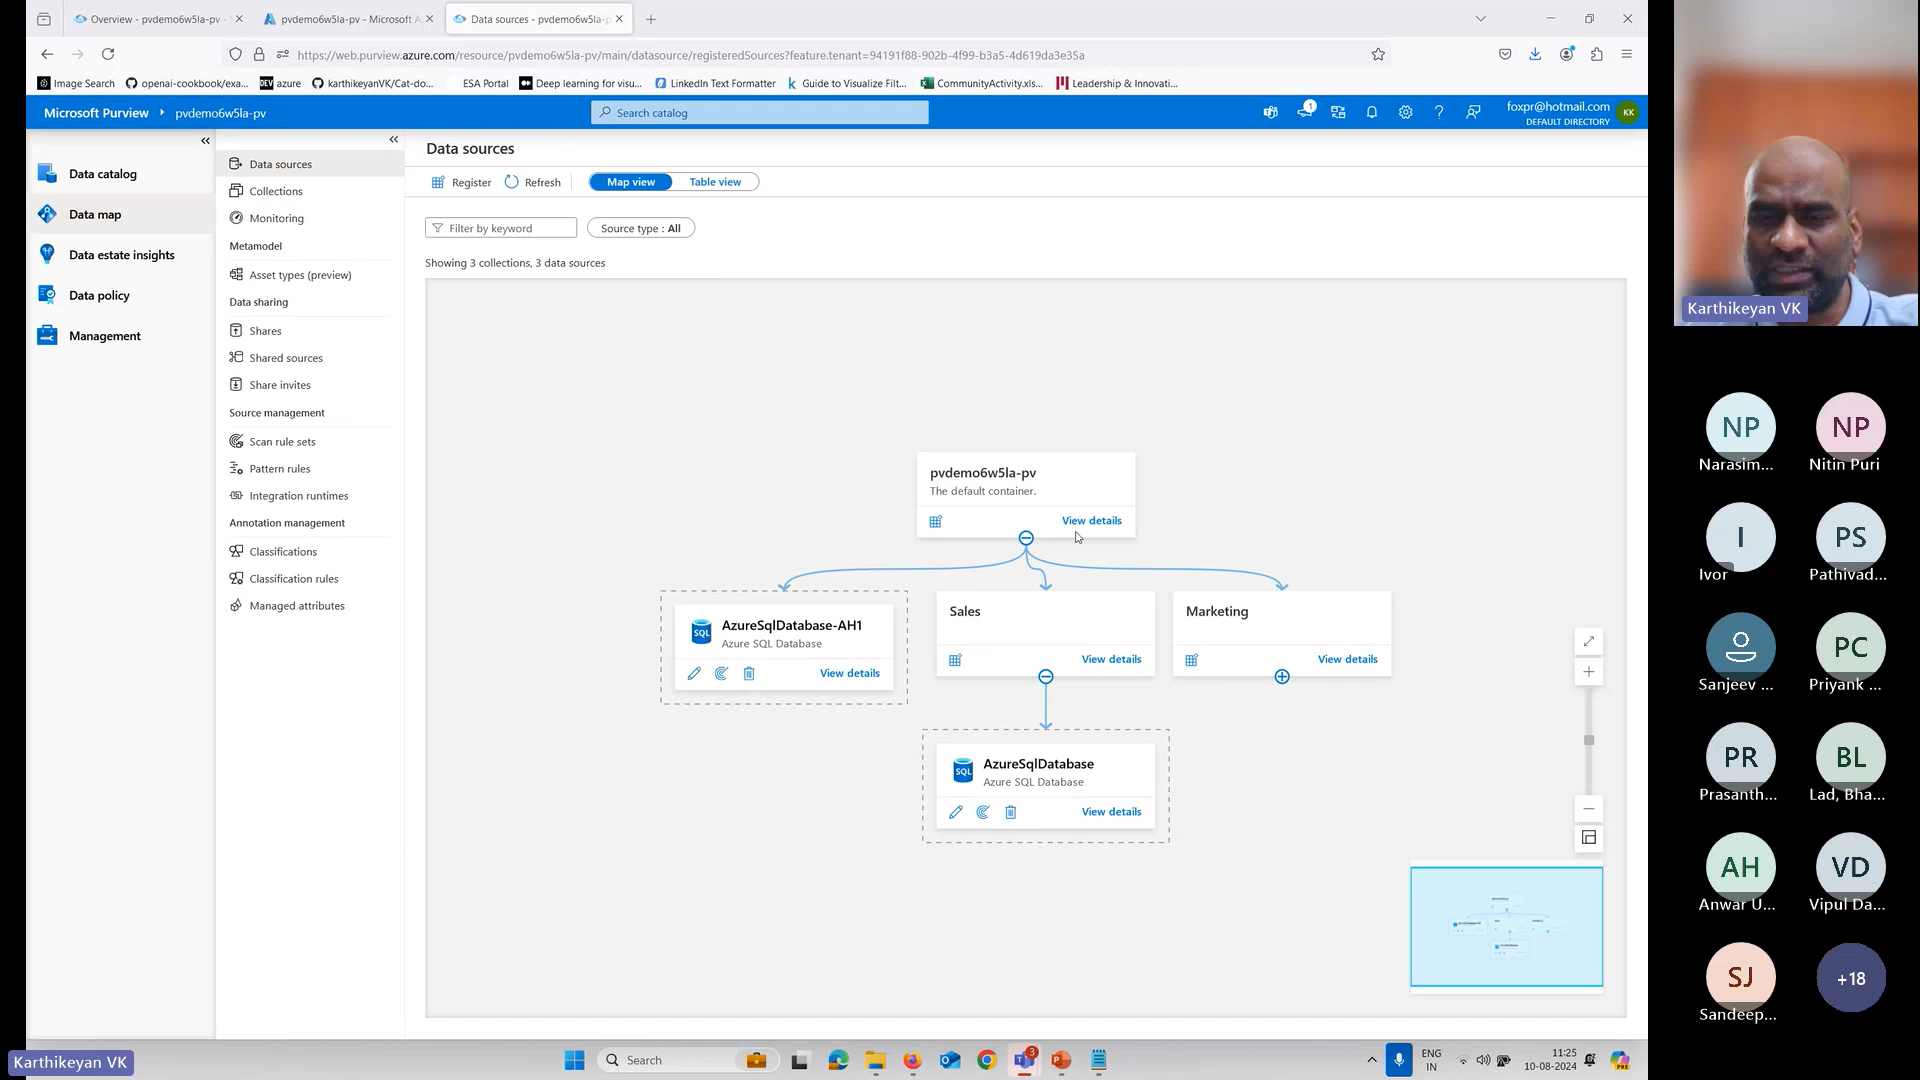 Overview - pvdemo6w5la-pv -
pvdemo6w5la-pv - Microsoft A
Data sources - pvdemo6w5la-p
https://web.purview.azure.com/resource/pvdemo6w5la-pv/main/datasource/registeredSources?feature.tenant=94191f88-902b-4f99-b3a5-4d619da3e35a
Image Search
openai-cookbook/exa...
DEV azure
karthikeyanVK/Cat-do...
ESA Portal
Deep learning for visu...
LinkedIn Text Formatter
Guide to Visualize Filt...
CommunityActivity.xls...
Leadership & Innovati...
Microsoft Purview
pvdemo6w5la-pv
Search catalog
1
foxpr@hotmail.com
DEFAULT DIRECTORY
KK
Data catalog
Data map
Data estate insights
Data policy
Management
Data sources
Collections
Monitoring
Metamodel
Asset types (preview)
Data sharing
Shares
Shared sources
Share invites
Source management
Scan rule sets
Pattern rules
Integration runtimes
Annotation management
Classifications
Classification rules
Managed attributes
Data sources
Register
Refresh
Map view
Table view
Filter by keyword
Source type : All
Showing 3 collections, 3 data sources
pvdemo6w5la-pv
The default container.
View details
SQL
AzureSqlDatabase-AH1
Azure SQL Database
View details
Sales
View details
Marketing
View details
SQL
AzureSqlDatabase
Azure SQL Database
View details
Karthikeyan VK
NP
Narasim...
NP
Nitin Puri
I
Ivor
PS
Pathivad...
Sanjeev ...
PC
Priyank ...
PR
Prasanth...
BL
Lad, Bha...
AH
Anwar U...
VD
Vipul Da...
SJ
Sandeep...
+18
Karthikeyan VK
Search
3
ENG
IN
11:25
10-08-2024